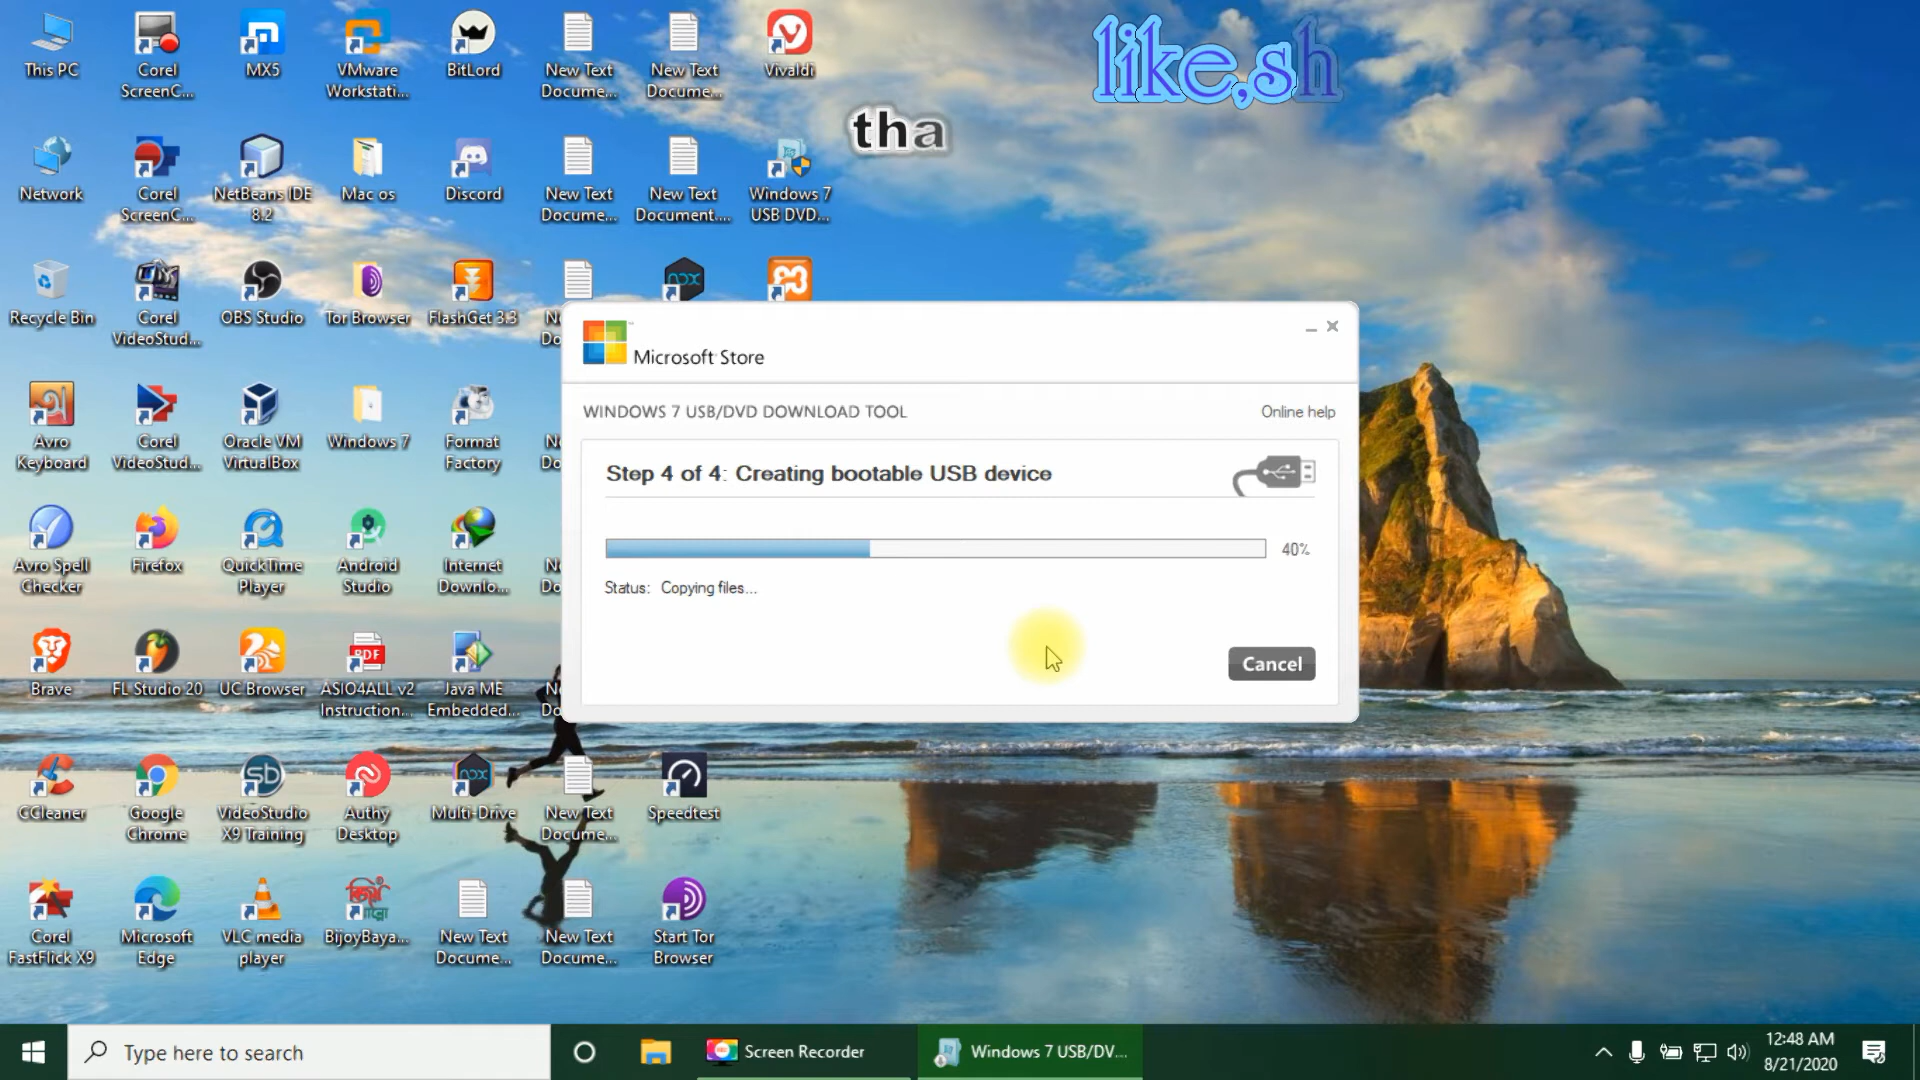 like,sh
tha
This PC
Corel
ScreenC...
MX5
VMware
Workstati...
BitLord
New Text
Docume...
New Text
Docume...
Vivaldi
Network
Corel
ScreenC...
NetBeans IDE
8.2
Mac os
Discord
New Text
Docume...
New Text
Document....
Windows 7
USB DVD...
Recycle Bin
Corel
VideoStud...
OBS Studio
Tor Browser
FlashGet 3.3
Avro
Keyboard
Corel
VideoStud...
Oracle VM
VirtualBox
Windows 7
Format
Factory
Avro Spell
Checker
Firefox
QuickTime
Player
Android
Studio
Internet
Downlo...
Brave
FL Studio 20
UC Browser
PDF
ASIO4ALL v2
Instruction...
Java ME
Embedded...
CCleaner
Google
Chrome
VideoStudio
X9 Training
Authy
Desktop
nox
Multi-Drive
New Text
Docume...
Speedtest
Corel
FastFlick X9
Microsoft
Edge
VLC media
player
BijoyBaya...
New Text
Docume...
New Text
Docume...
Start Tor
Browser
Microsoft Store
WINDOWS 7 USB/DVD DOWNLOAD TOOL
Online help
Step 4 of 4: Creating bootable USB device
40%
Status: Copying files...
Cancel
Type here to search
Screen Recorder
Windows 7 USB/DV...
12:48 AM
8/21/2020